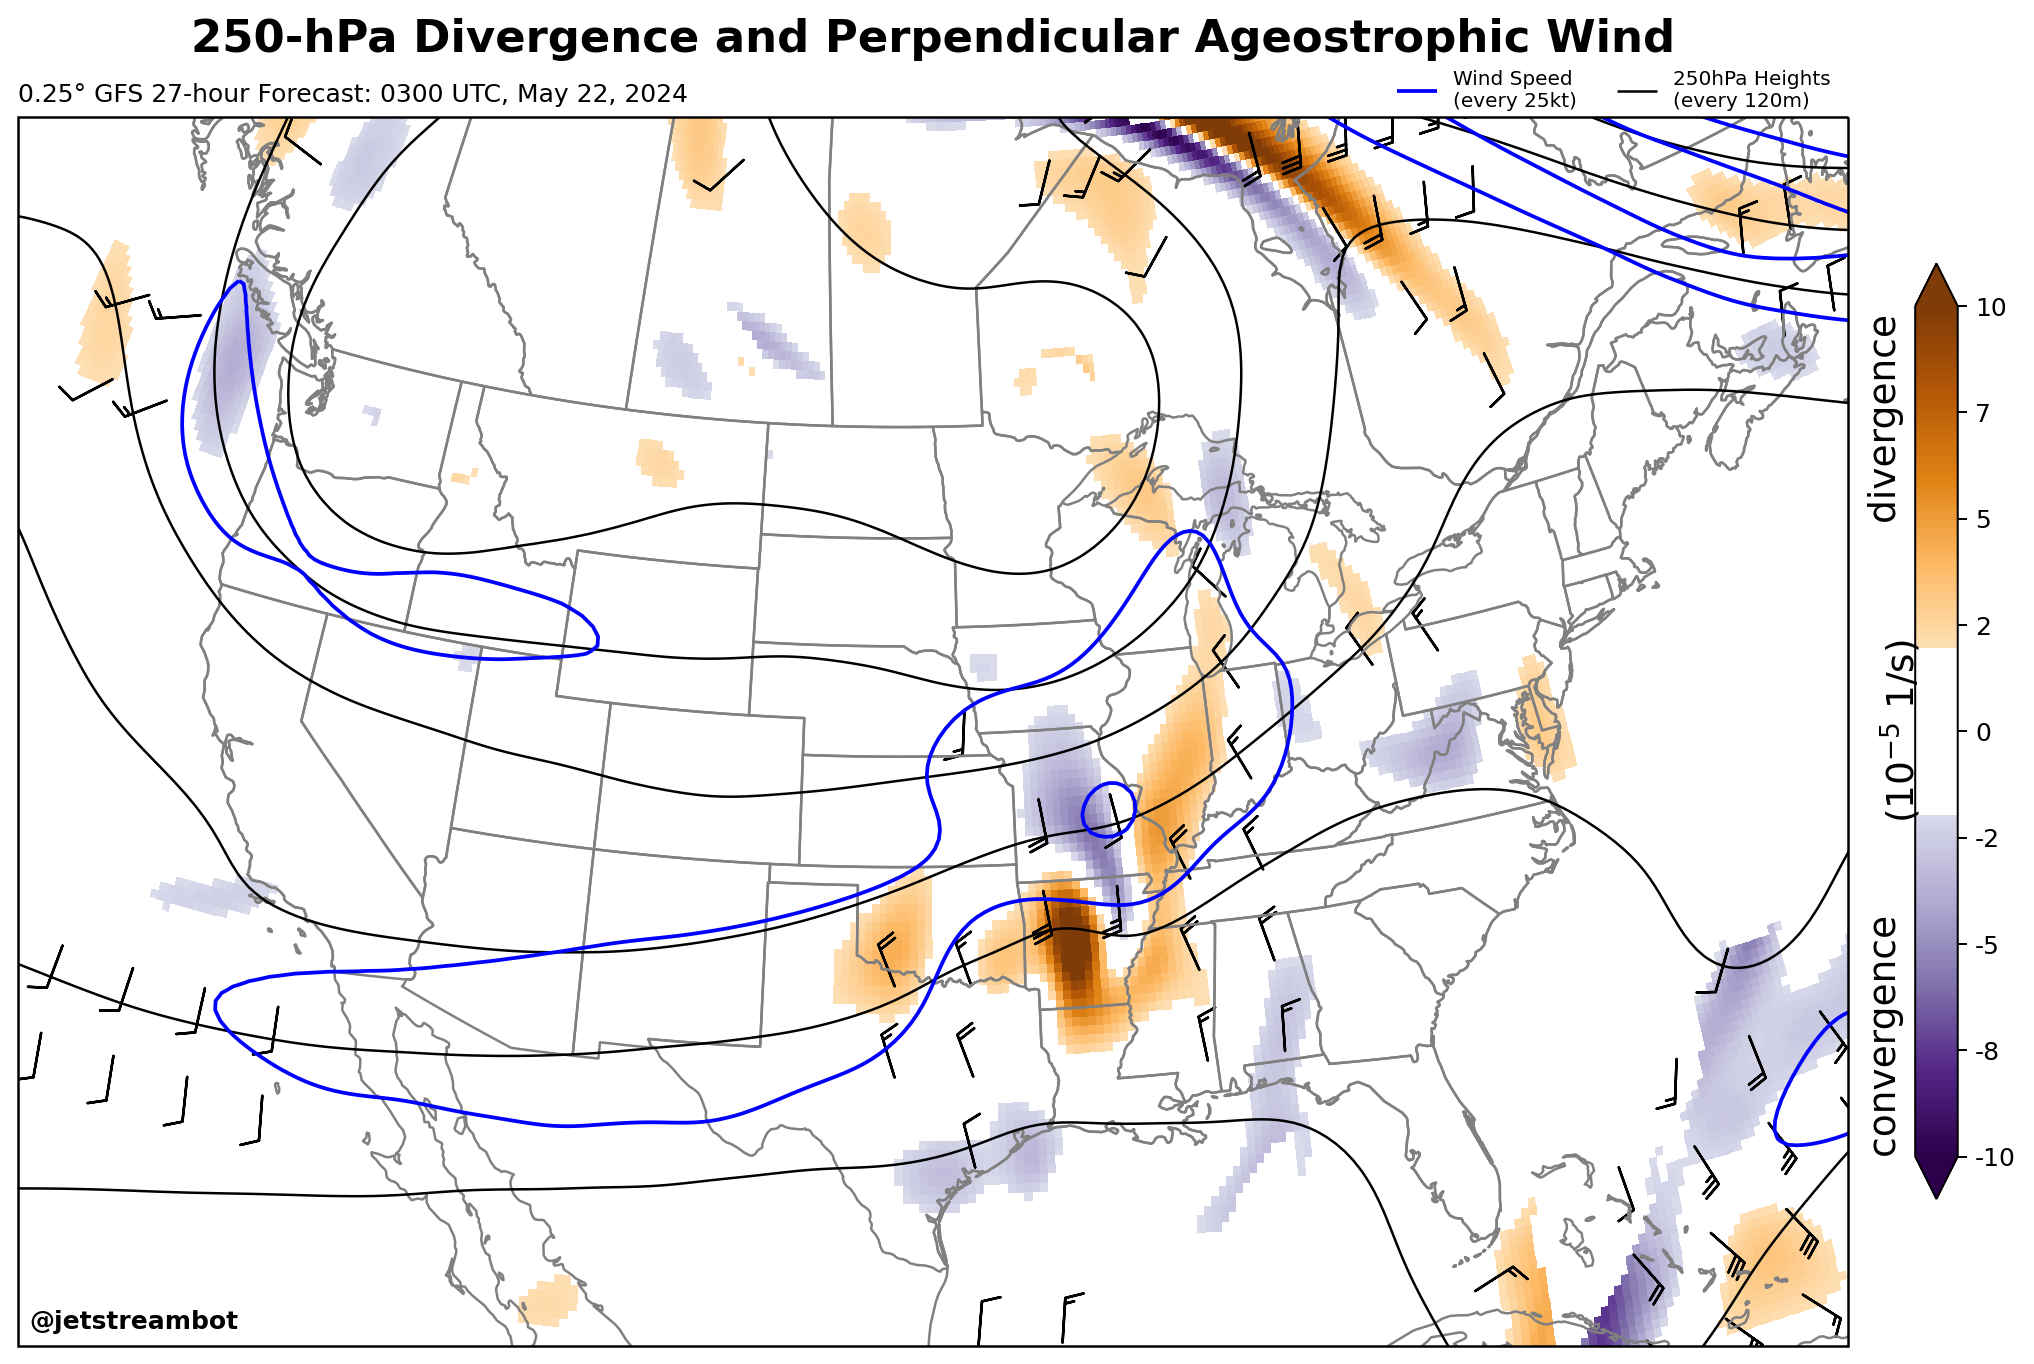 250-hPa Divergence and Perpendicular Ageostrophic Wind
0.25° GFS 27-hour Forecast: 0300 UTC, May 22, 2024
Wind Speed
(every 25kt)
250hPa Heights
(every 120m)
10
7
5
2
0
-2
-5
-8
-10
divergence
(10⁻⁵ 1/s)
convergence
@jetstreambot